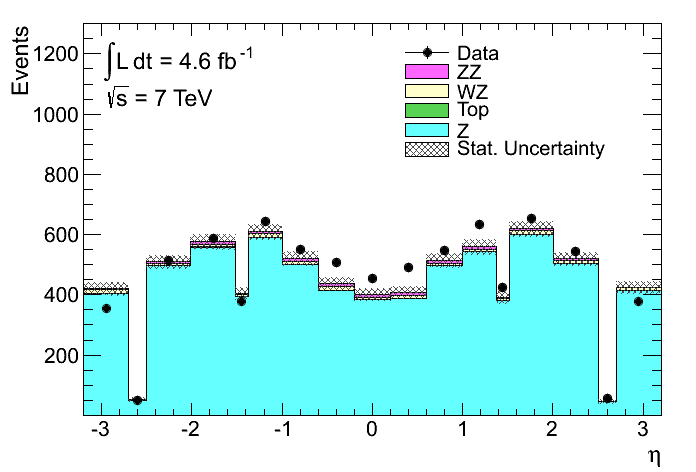 Events
1200
1000
800
600
400
200
∫L dt = 4.6 fb⁻¹
√s = 7 TeV
Data
ZZ
WZ
Top
Z
Stat. Uncertainty
-3 -2 -1 0 1 2 3
η